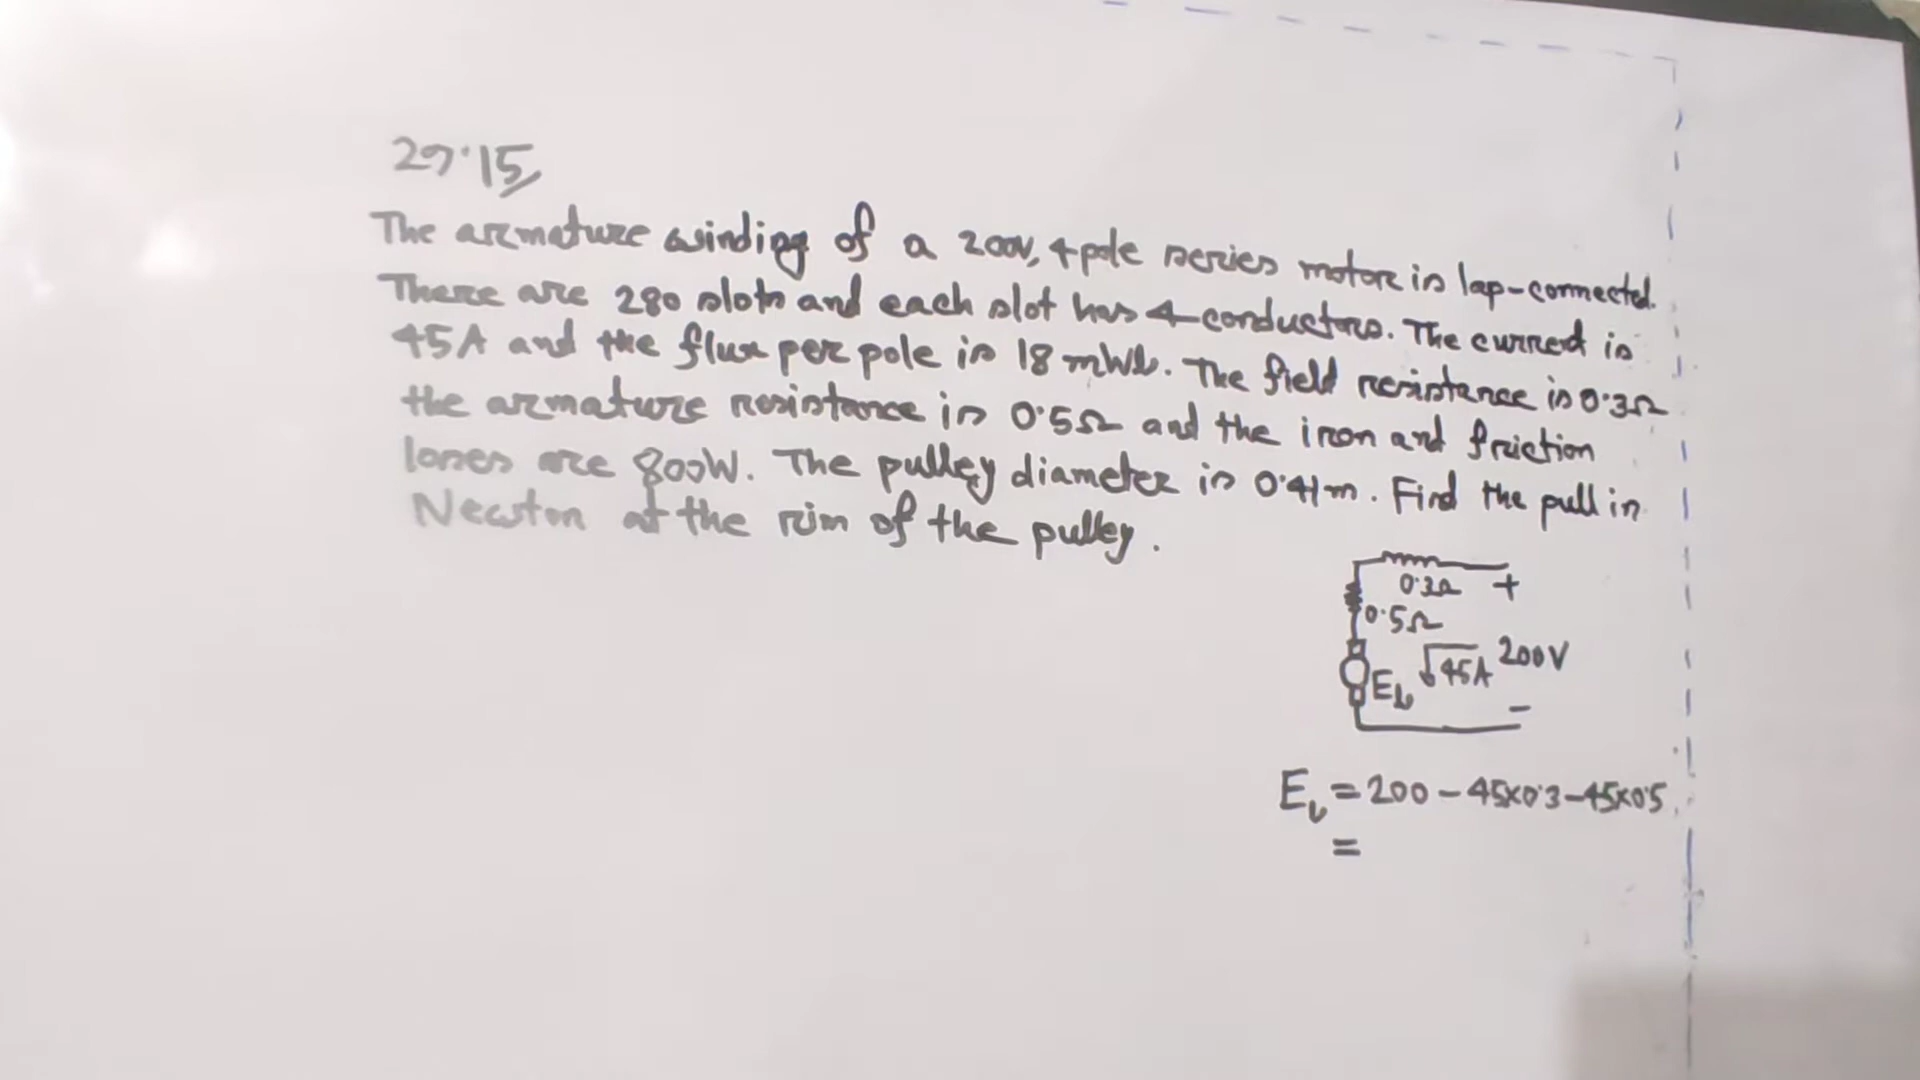 29.15
The armature winding of a 200V, 4 pole series motor is lap-connected.
There are 280 slots and each slot has 4 conductors. The current is
45A and the flux per pole is 18 mWb. The field resistance is 0.3Ω
the armature resistance is 0.5Ω and the iron and friction
losses are 800W. The pulley diameter is 0.41m. Find the pull in
Newton at the rim of the pulley.
0.3Ω +
0.5Ω
Eb 45A 200V
-
Eb = 200 - 45×0.3 - 45×0.5
=